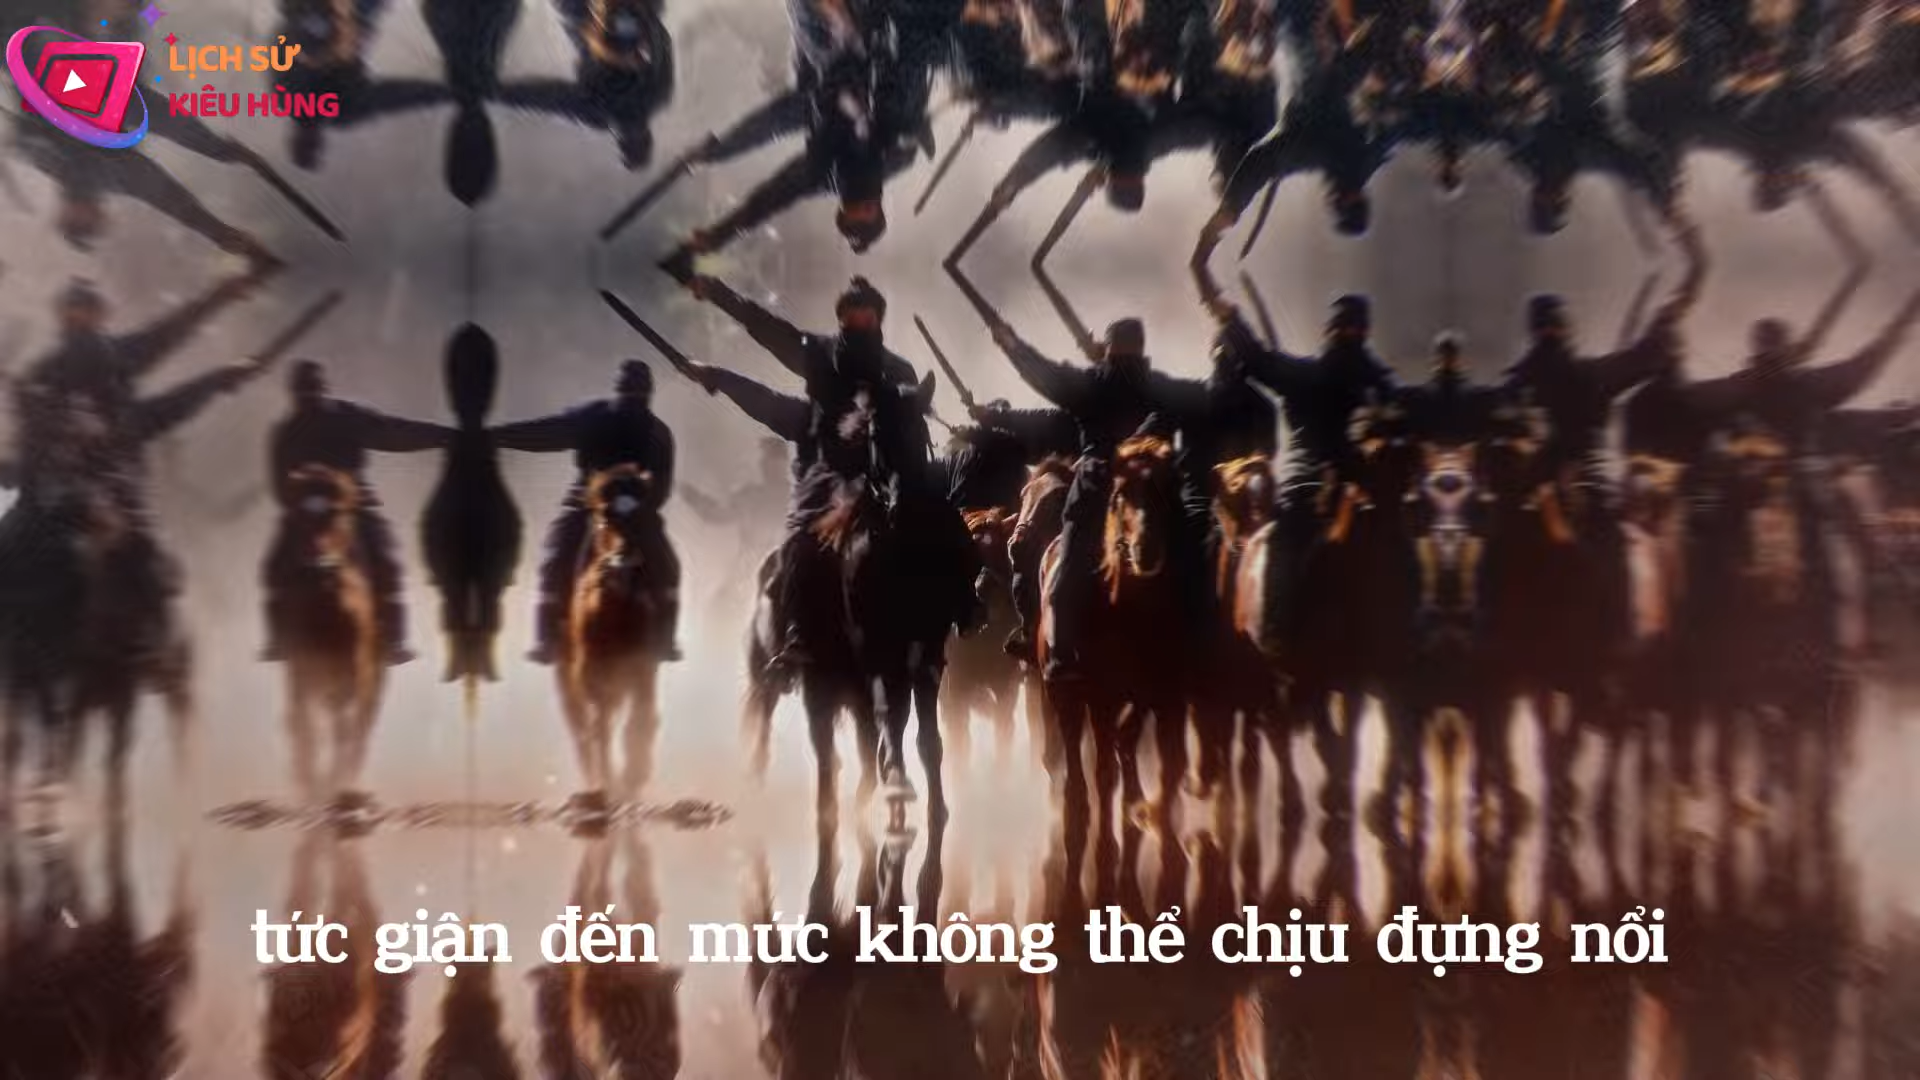 LỊCH SỬ
KIÊU HÙNG
tức giận đến mức không thể chịu đựng nổi